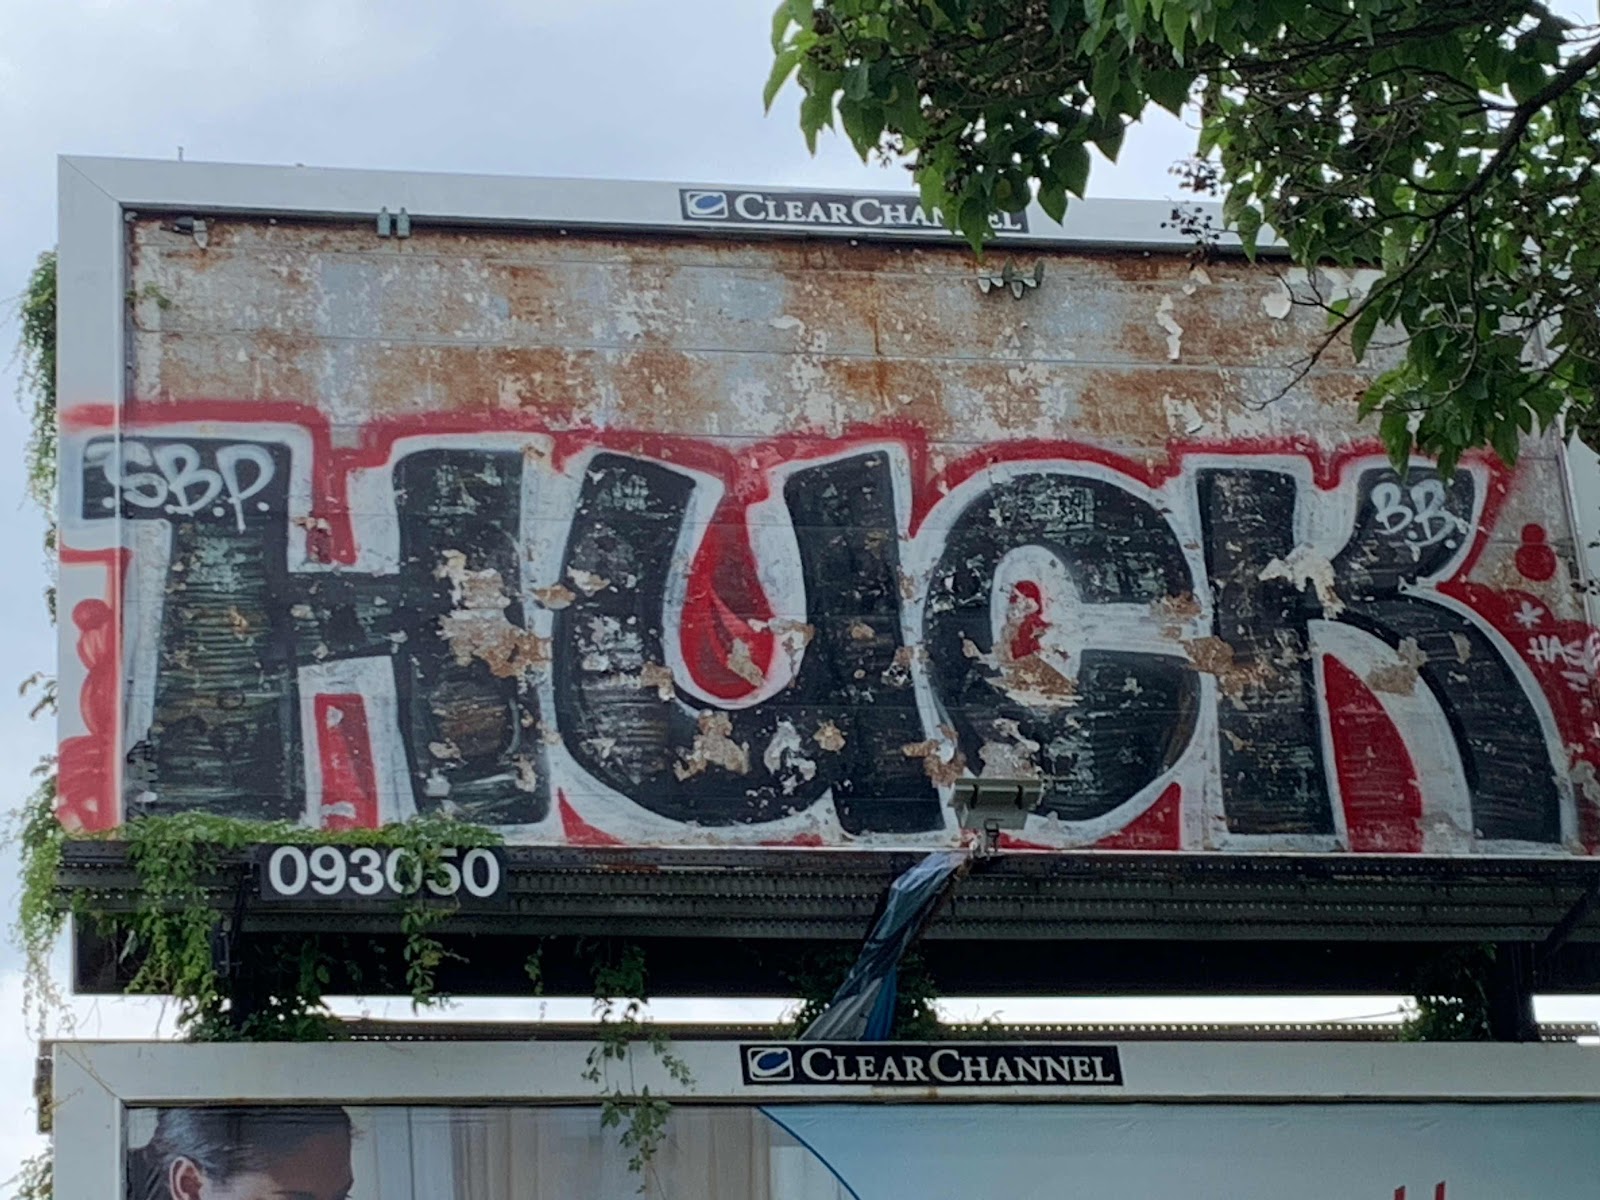 CLEARCHANNEL
S.B.P.
HUCK
B.B.
093050
CLEARCHANNEL